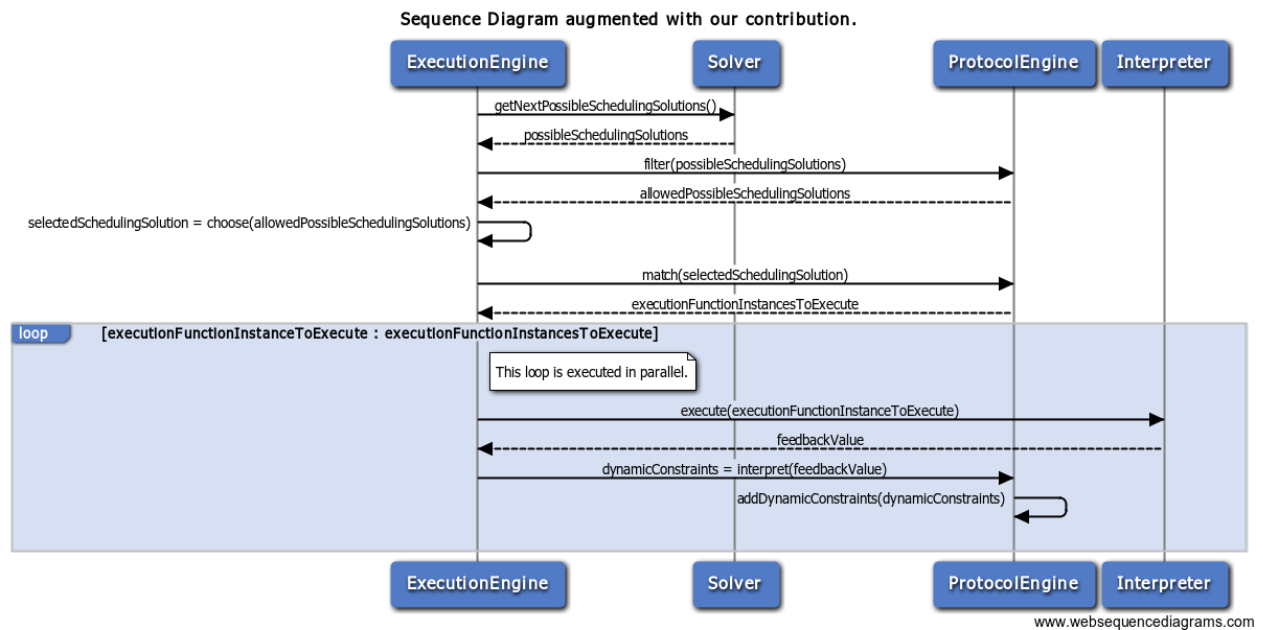 Sequence Diagram augmented with our contribution.
ExecutionEngine
Solver
ProtocolEngine
Interpreter
getNextPossibleSchedulingSolutions()
possibleSchedulingSolutions
filter(possibleSchedulingSolutions)
allowedPossibleSchedulingSolutions
selectedSchedulingSolution = choose(allowedPossibleSchedulingSolutions)
match(selectedSchedulingSolution)
executionFunctionInstancesToExecute
loop
[executionFunctionInstanceToExecute : executionFunctionInstancesToExecute]
This loop is executed in parallel.
execute(executionFunctionInstanceToExecute)
feedbackValue
dynamicConstraints = interpret(feedbackValue)
addDynamicConstraints(dynamicConstraints)
ExecutionEngine
Solver
ProtocolEngine
Interpreter
www.websequencediagrams.com